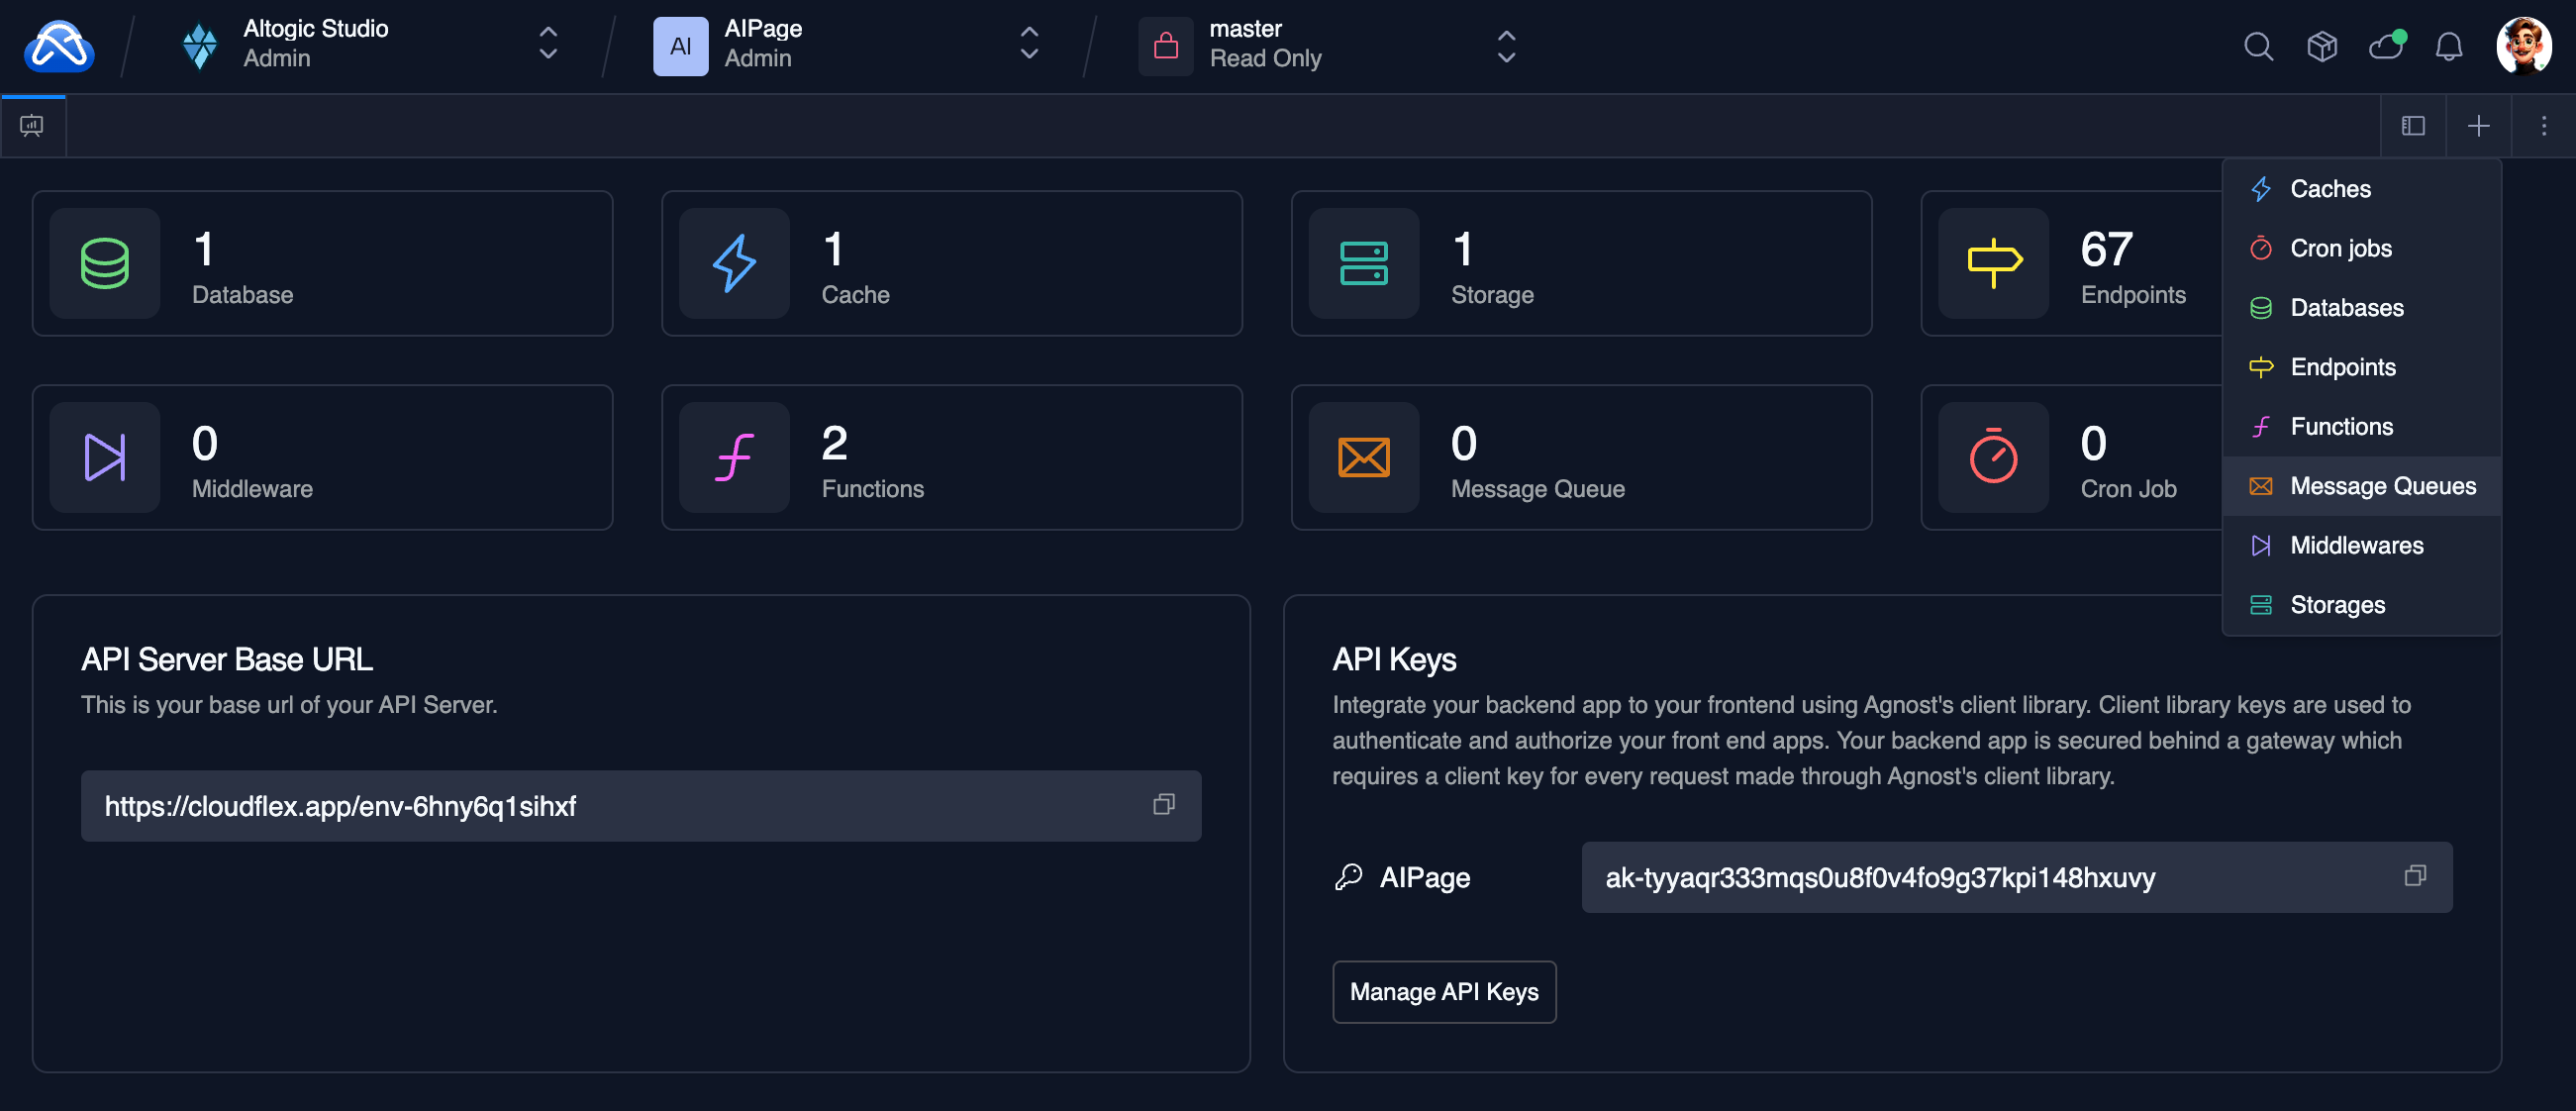 Altogic Studio
Admin
AI
AIPage
Admin
master
Read Only
1
Database
1
Cache
1
Storage
67
Endpoints
0
Middleware
2
Functions
0
Message Queue
0
Cron Job
Caches
Cron jobs
Databases
Endpoints
Functions
Message Queues
Middlewares
Storages
API Server Base URL
This is your base url of your API Server.
https://cloudflex.app/env-6hny6q1sihxf
API Keys
Integrate your backend app to your frontend using Agnost's client library. Client library keys are used to
authenticate and authorize your front end apps. Your backend app is secured behind a gateway which
requires a client key for every request made through Agnost's client library.
AIPage
ak-tyyaqr333mqs0u8f0v4fo9g37kpi148hxuvy
Manage API Keys